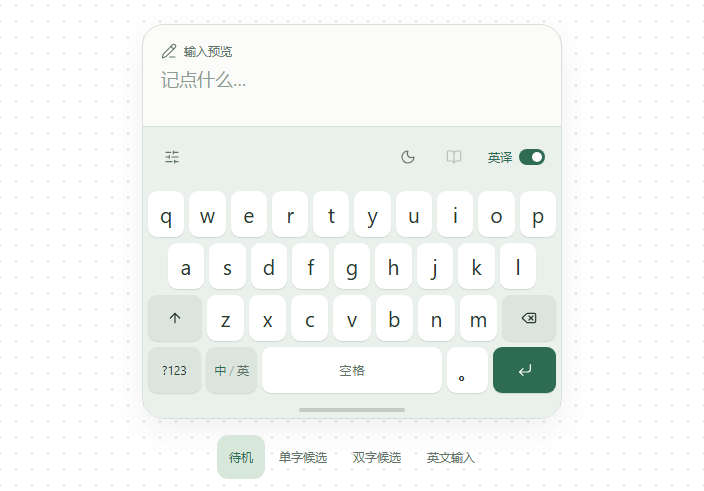 输入预览
记点什么...
英译
q w e r t y u i o p
a s d f g h j k l
z x c v b n m
?123 中 / 英 空格 。
待机 单字候选 双字候选 英文输入